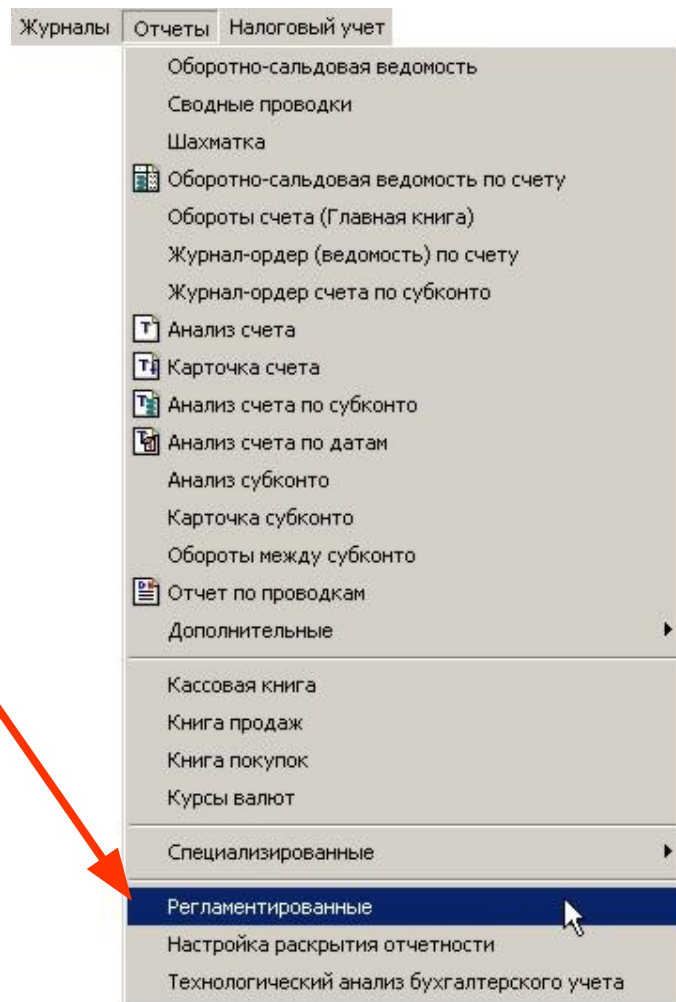 Журналы Отчеты Налоговый учет
Оборотно-сальдовая ведомость
Сводные проводки
Шахматка
Оборотно-сальдовая ведомость по счету
Обороты счета (Главная книга)
Журнал-ордер (ведомость) по счету
Журнал-ордер счета по субконто
Анализ счета
Карточка счета
Анализ счета по субконто
Анализ счета по датам
Анализ субконто
Карточка субконто
Обороты между субконто
Отчет по проводкам
Дополнительные
Кассовая книга
Книга продаж
Книга покупок
Курсы валют
Специализированные
Регламентированные
Настройка раскрытия отчетности
Технологический анализ бухгалтерского учета